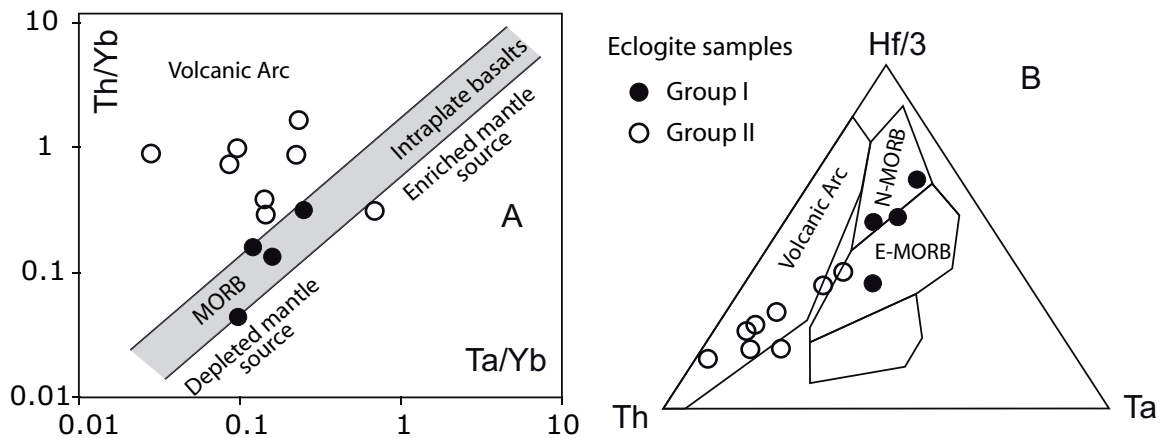 10
1
0.1
0.01
Th/Yb
Volcanic Arc
Intraplate basalts
Enriched mantle
source
A
MORB
Depleted mantle
source
Ta/Yb
0.01
0.1
1
10
Eclogite samples
Group I
Group II
Hf/3
B
N-MORB
Volcanic Arc
E-MORB
Th
Ta